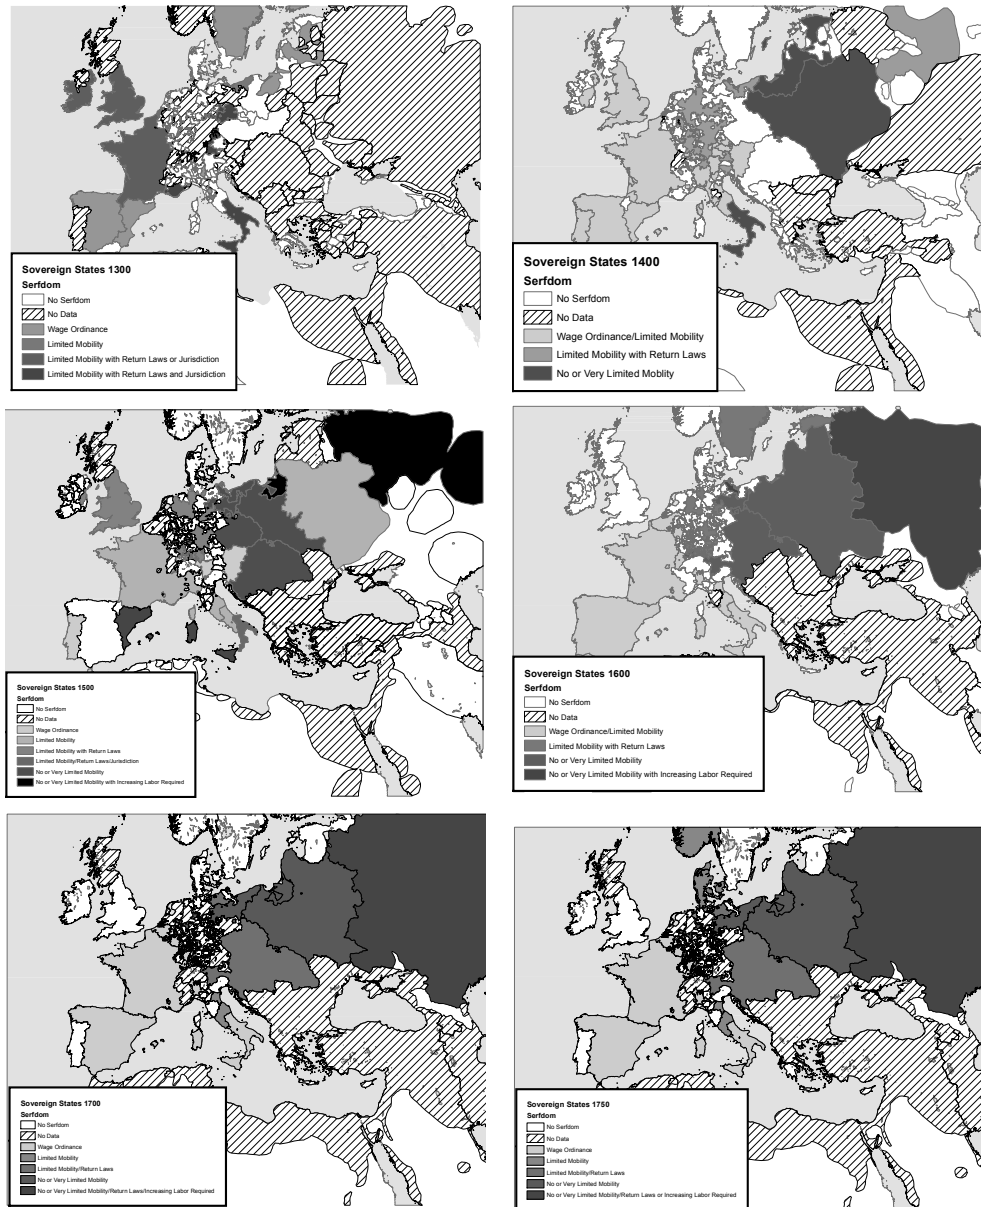 Sovereign States 1300
Serfdom
No Serfdom
No Data
Wage Ordinance
Limited Mobility
Limited Mobility with Return Laws or Jurisdiction
Limited Mobility with Return Laws and Jursidiction
Sovereign States 1400
Serfdom
No Serfdom
No Data
Wage Ordinance/Limited Mobility
Limited Mobility with Return Laws
No or Very Limited Moblity
Sovereign States 1500
Serfdom
No Serfdom
No Data
Wage Ordinance
Limited Mobility
Limited Mobility with Return Laws
Limited Mobility/Return Laws/Jurisdiction
No or Very Limited Mobility
No or Very Limited Mobility with Increasing Labor Required
Sovereign States 1600
Serfdom
No Serfdom
No Data
Wage Ordinance/Limited Mobility
Limited Mobility with Return Laws
No or Very Limited Mobility
No or Very Limited Mobility with Increasing Labor Required
Sovereign States 1700
Serfdom
No Serfdom
No Data
Wage Ordinance
Limited Mobility
Limited Mobility/Return Laws
No or Very Limited Mobility
No or Very Limited Mobility/Return Laws/Increasing Labor Required
Sovereign States 1750
Serfdom
No Serfdom
No Data
Wage Ordinance
Limited Mobility
Limited Mobility/Return Laws
No or Very Limited Mobility
No or Very Limited Mobility/Return Laws or Increasing Labor Required